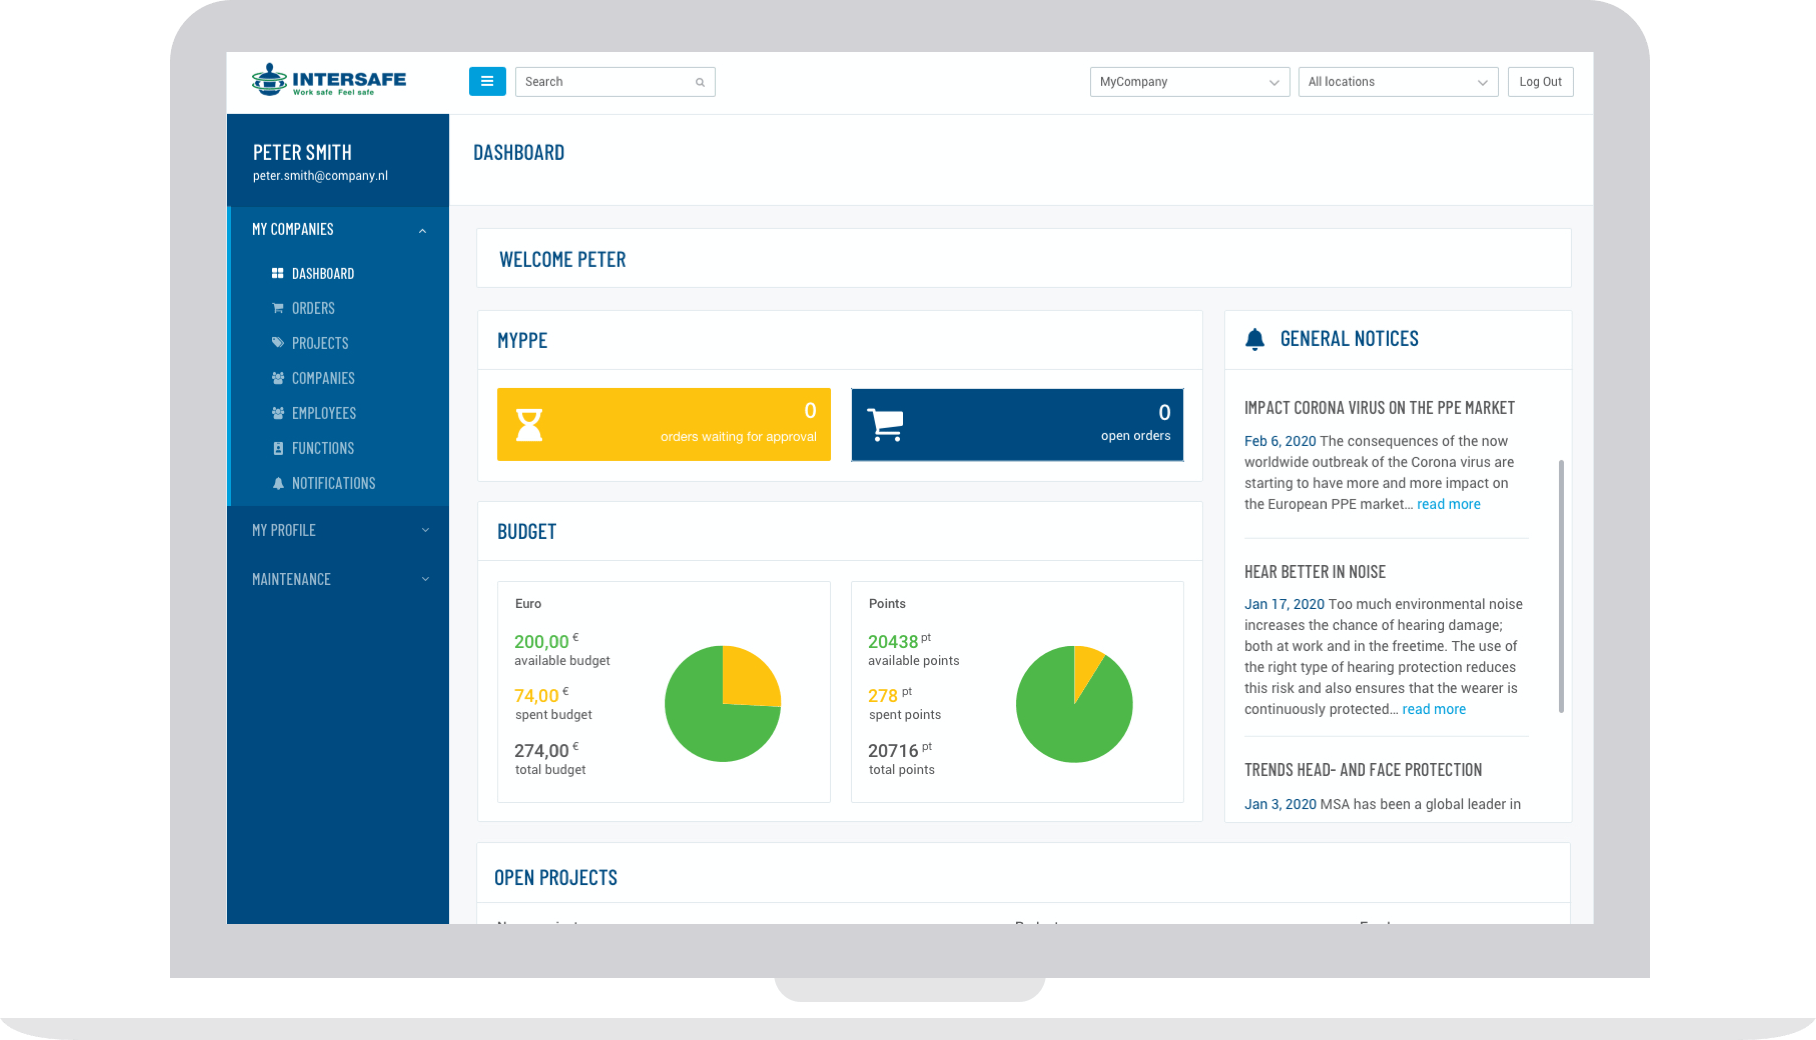 INTERSAFE
Work safe Feel safe
Search
MyCompany
All locations
Log Out
PETER SMITH
peter.smith@company.nl
MY COMPANIES
DASHBOARD
ORDERS
PROJECTS
COMPANIES
EMPLOYEES
FUNCTIONS
NOTIFICATIONS
MY PROFILE
MAINTENANCE
DASHBOARD
WELCOME PETER
MYPPE
0
orders waiting for approval
0
open orders
BUDGET
Euro
200,00 €
available budget
74,00 €
spent budget
274,00 €
total budget
Points
20438 pt
available points
278 pt
spent points
20716 pt
total points
GENERAL NOTICES
IMPACT CORONA VIRUS ON THE PPE MARKET
Feb 6, 2020 The consequences of the now
worldwide outbreak of the Corona virus are
starting to have more and more impact on
the European PPE market... read more
HEAR BETTER IN NOISE
Jan 17, 2020 Too much environmental noise
increases the chance of hearing damage;
both at work and in the freetime. The use of
the right type of hearing protection reduces
this risk and also ensures that the wearer is
continuously protected... read more
TRENDS HEAD- AND FACE PROTECTION
Jan 3, 2020 MSA has been a global leader in
OPEN PROJECTS